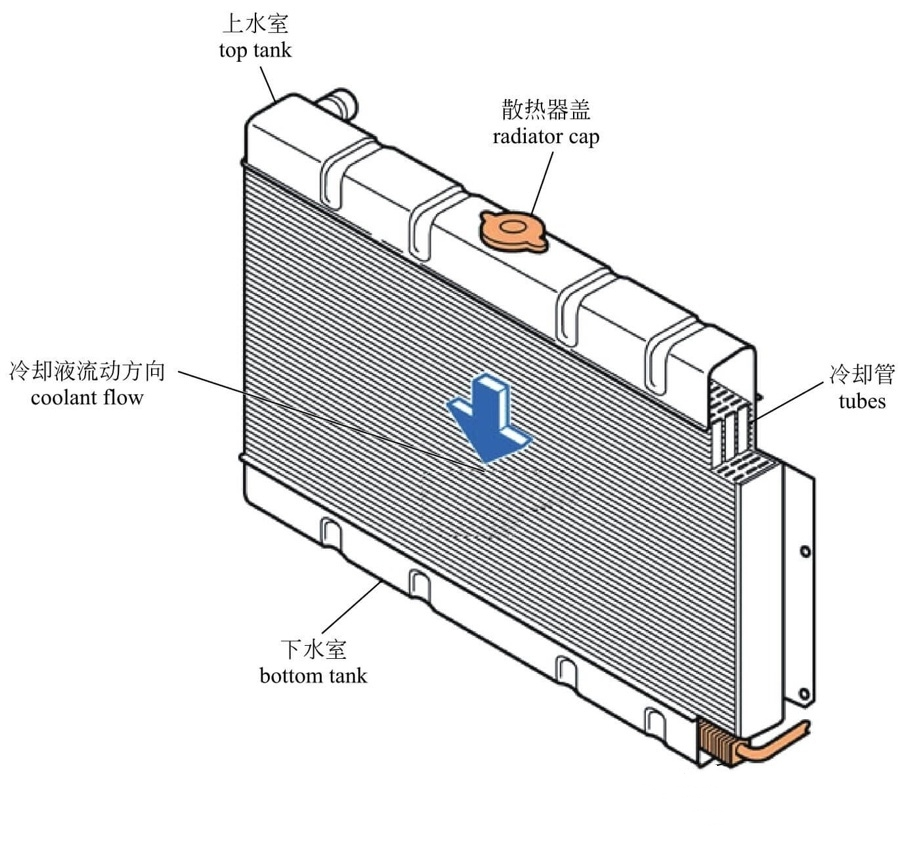 上水室
top tank
散热器盖
radiator cap
冷却液流动方向
coolant flow
冷却管
tubes
下水室
bottom tank